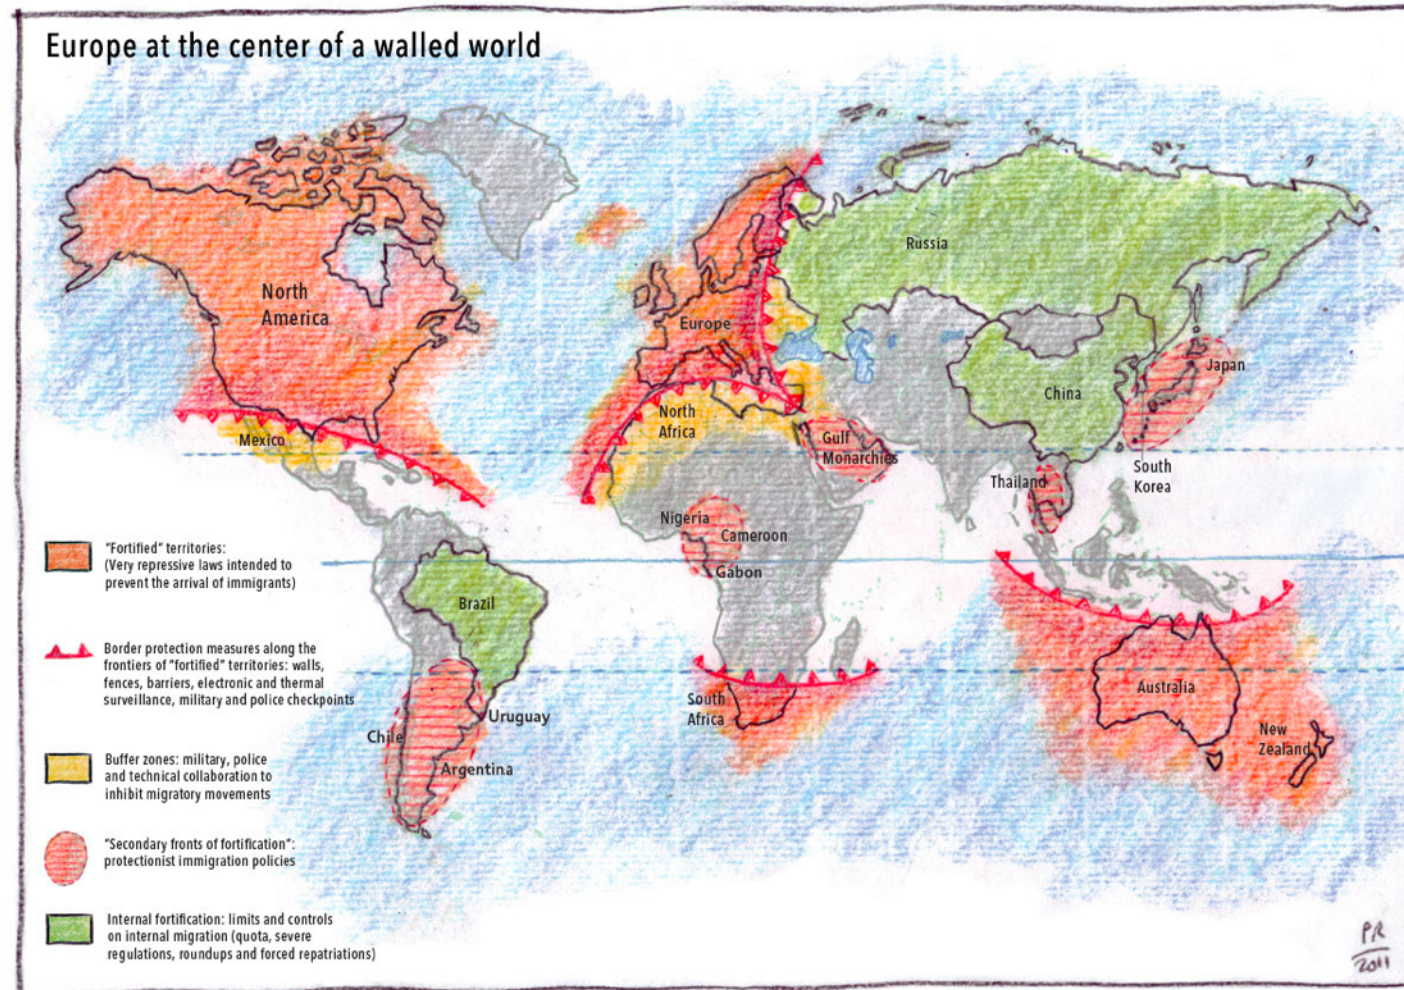 Europe at the center of a walled world
North
America
Mexico
Europe
North
Africa
Gulf
Monarchies
Russia
China
Japan
South
Korea
Thailand
Nigeria
Cameroon
Gabon
Brazil
Uruguay
Chile
Argentina
South
Africa
Australia
New
Zealand
"Fortified" territories:
(Very repressive laws intended to
prevent the arrival of immigrants)
Border protection measures along the
frontiers of "fortified" territories: walls,
fences, barriers, electronic and thermal
surveillance, military and police checkpoints
Buffer zones: military, police
and technical collaboration to
inhibit migratory movements
"Secondary fronts of fortification":
protectionist immigration policies
Internal fortification: limits and controls
on internal migration (quota, severe
regulations, roundups and forced repatriations)
PR
2011